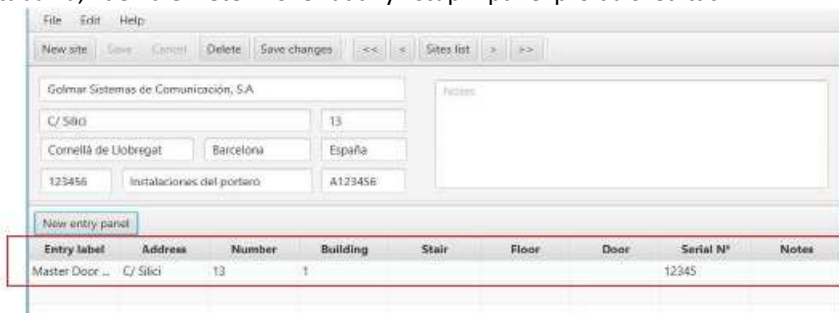 File Edit Help
New site Save Cancel Delete Save changes << < Sites list > >>
Golmar Sistemas de Comunicación, S.A
Notes
C/ Silici 13
Cornellá de Llobregat Barcelona España
123456 Instalaciones del portero A123456
New entry panel
Entry label Address Number Building Stair Floor Door Serial Nº Notes
Master Door ... C/ Silici 13 1 12345